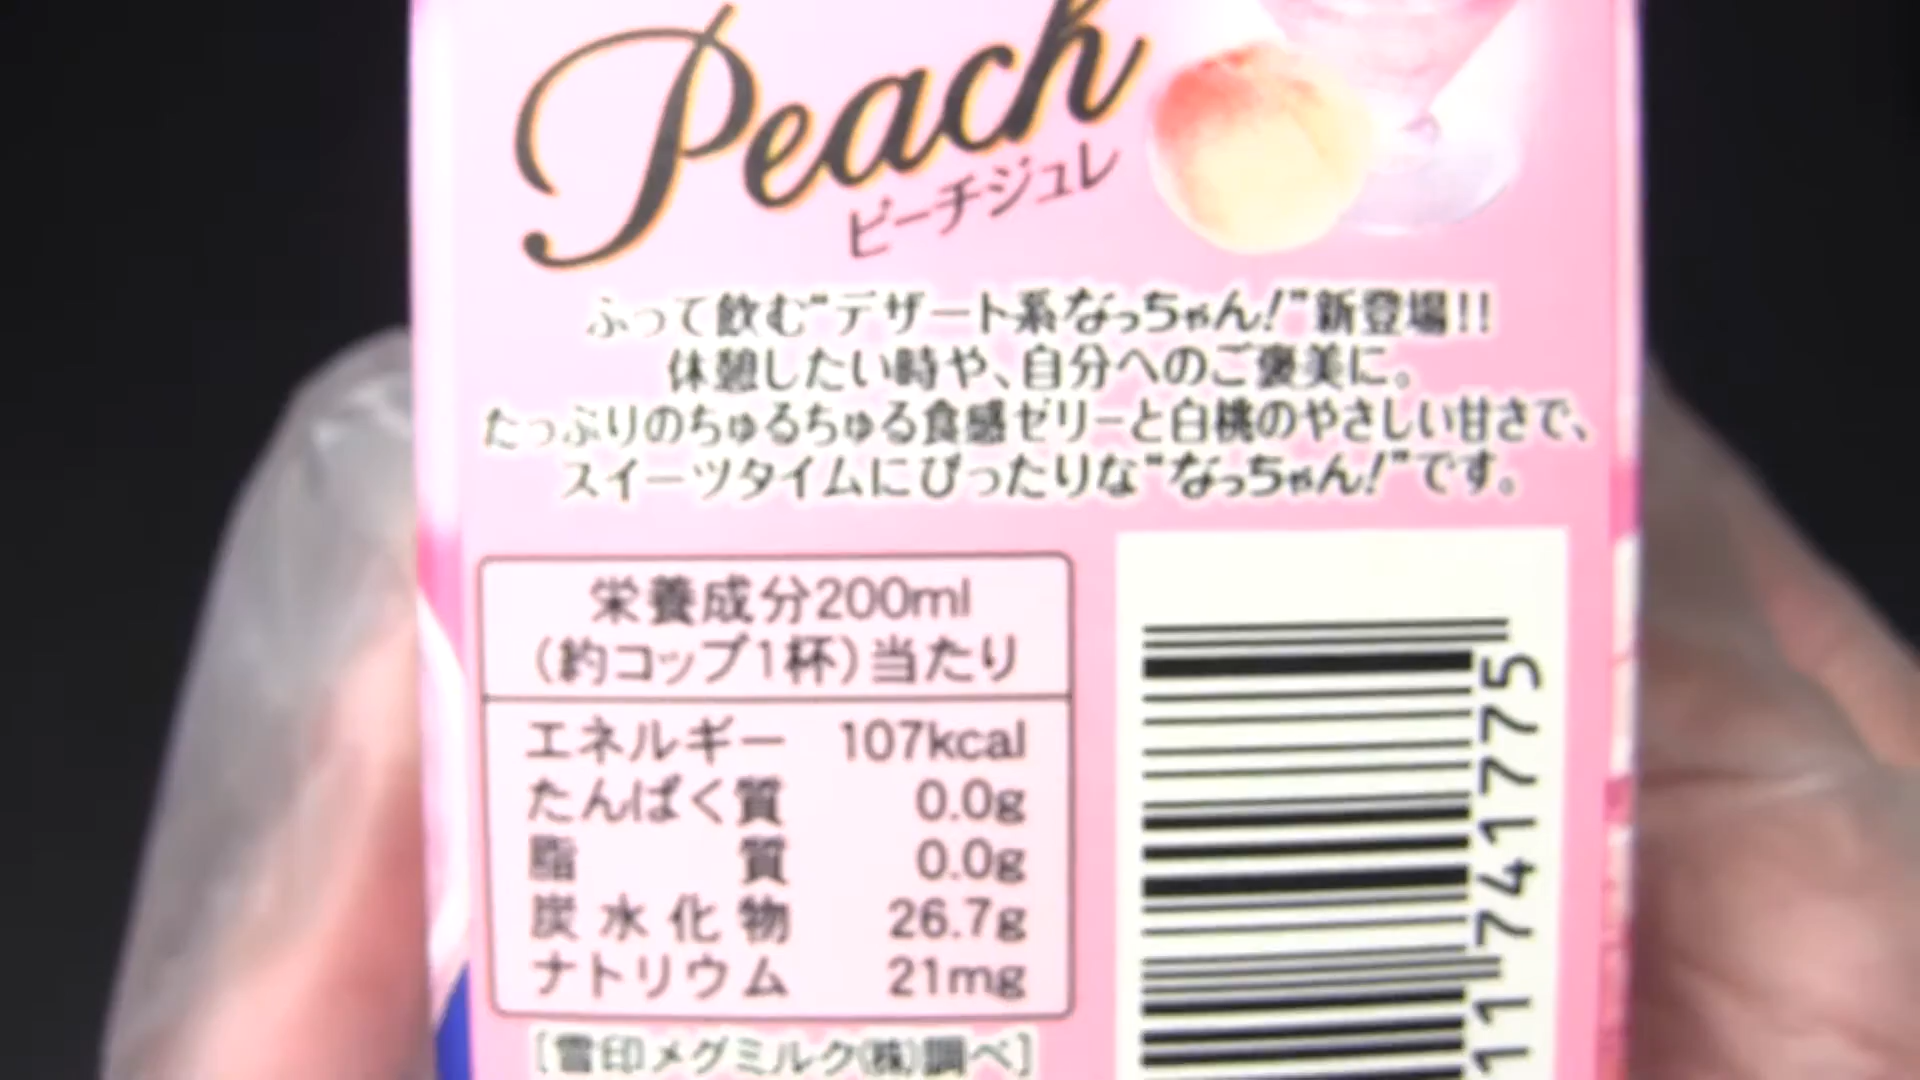 Peach
ピーチジュレ
ふって飲む“デザート系なっちゃん!”新登場!!
休憩したい時や、自分へのご褒美に。
たっぷりのちゅるちゅる食感ゼリーと白桃のやさしい甘さで、
スイーツタイムにぴったりな“なっちゃん!”です。
栄養成分200ml
(約コップ1杯)当たり
エネルギー 107kcal
たんぱく質 0.0g
脂質 0.0g
炭水化物 26.7g
ナトリウム 21mg
[雪印メグミルク(株)調べ]
11741775